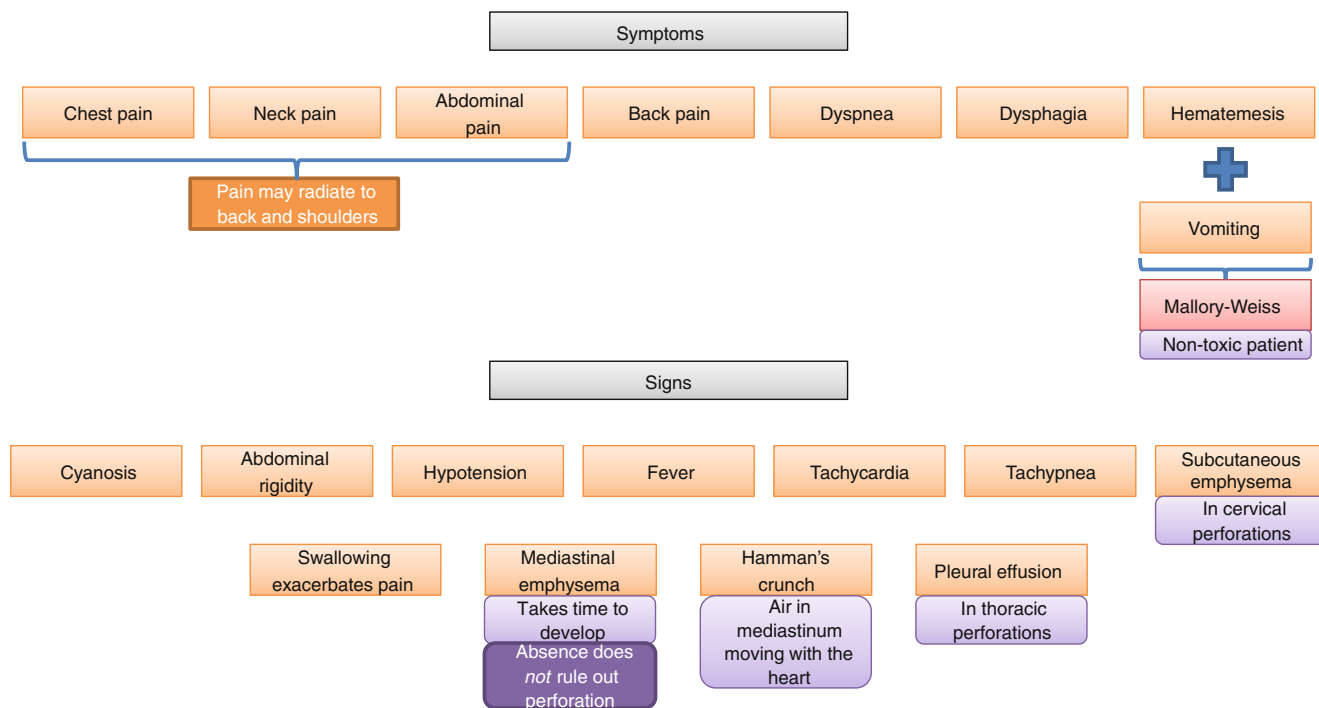 Symptoms
Chest pain
Neck pain
Abdominal
pain
Back pain
Dyspnea
Dysphagia
Hematemesis
Pain may radiate to
back and shoulders
Vomiting
Mallory-Weiss
Non-toxic patient
Signs
Cyanosis
Abdominal
rigidity
Hypotension
Fever
Tachycardia
Tachypnea
Subcutaneous
emphysema
In cervical
perforations
Swallowing
exacerbates pain
Mediastinal
emphysema
Takes time to
develop
Absence does
not rule out
perforation
Hamman's
crunch
Air in
mediastinum
moving with the
heart
Pleural effusion
In thoracic
perforations